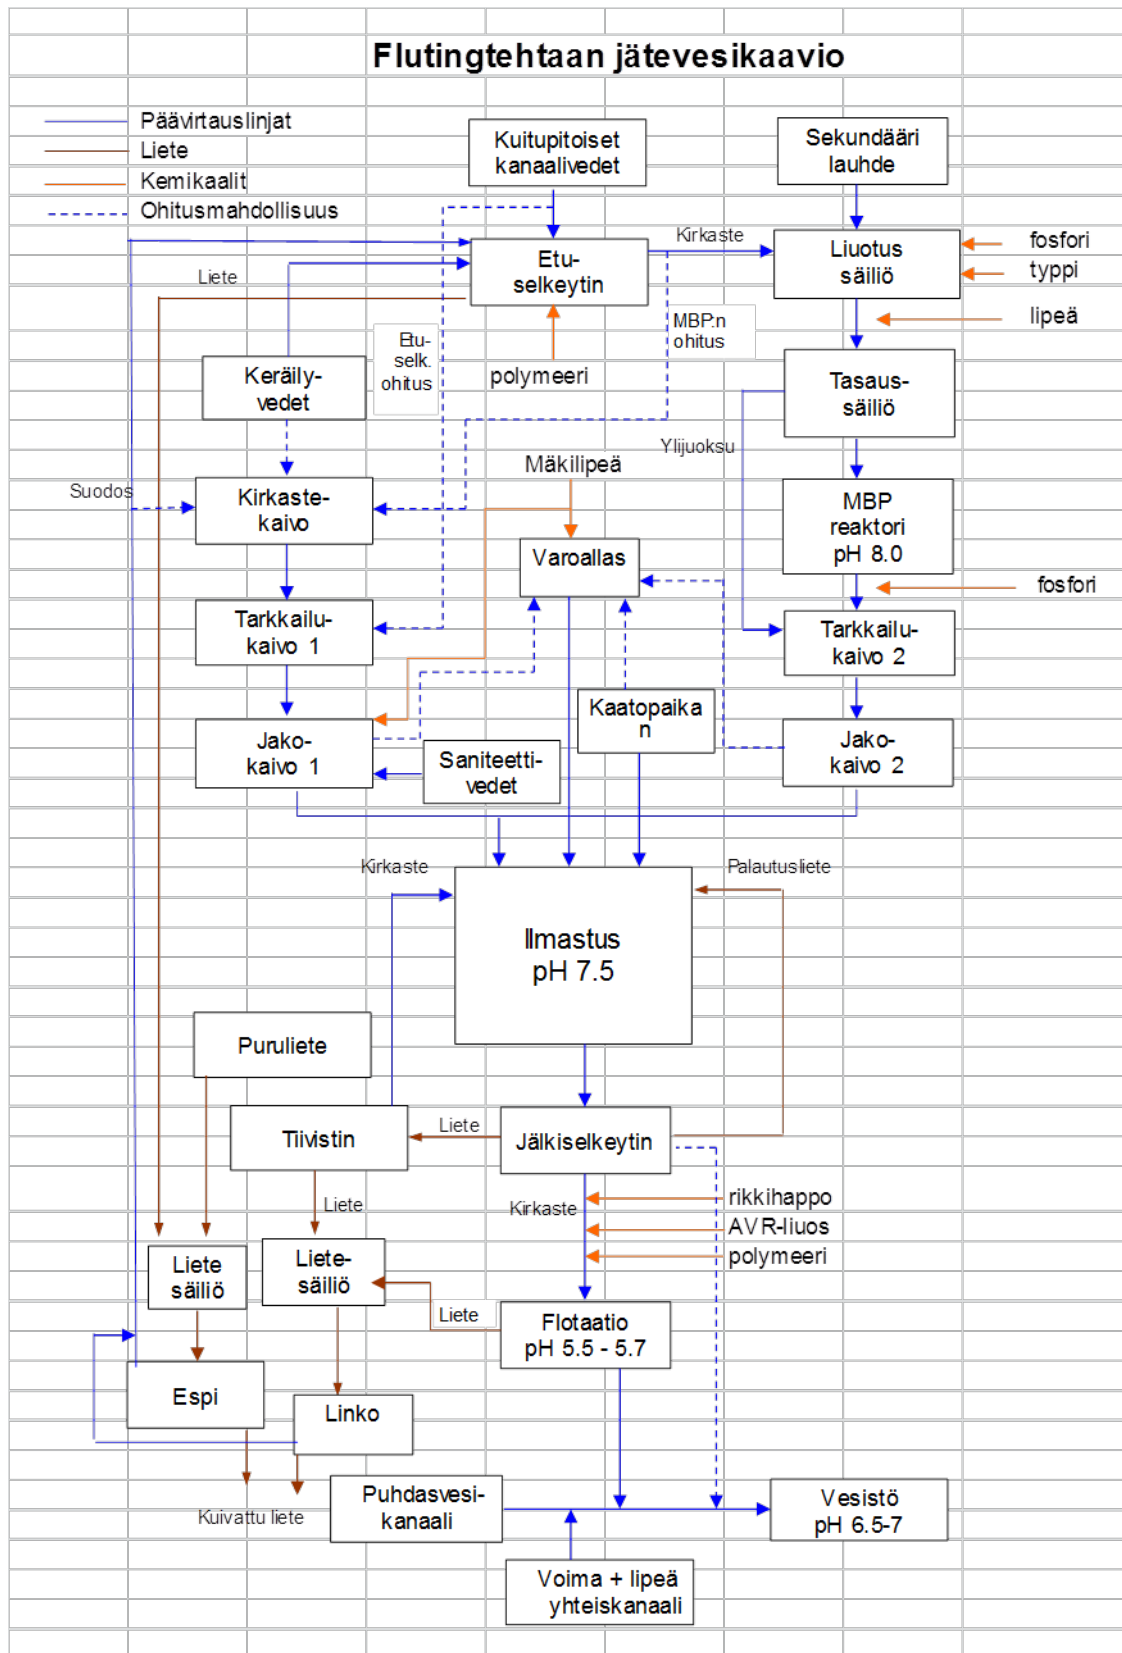 Flutingtehtaan jätevesikaavio
Päävirtauslinjat
Liete
Kemikaalit
Ohitusmahdollisuus
Kuitupitoiset
kanaalivedet
Sekundääri
lauhde
Kirkaste
Etu-
selkeytin
Liuotus
säiliö
fosfori
typpi
lipeä
Liete
Etu-
selk.
ohitus
MBP:n
ohitus
polymeeri
Keräily-
vedet
Tasaus-
säiliö
Ylijuoksu
Mäkilipeä
Suodos
Kirkaste-
kaivo
MBP
reaktori
pH 8.0
Varoallas
fosfori
Tarkkailu-
kaivo 1
Tarkkailu-
kaivo 2
Kaatopaika
n
Jako-
kaivo 1
Saniteetti-
vedet
Jako-
kaivo 2
Kirkaste
Palautusliete
Ilmastus
pH 7.5
Puruliete
Tiivistin
Liete
Jälkiselkeytin
Liete
Kirkaste
rikkihappo
AVR-liuos
polymeeri
Liete
säiliö
Liete-
säiliö
Liete
Flotaatio
pH 5.5 - 5.7
Espi
Linko
Kuivattu liete
Puhdasvesi-
kanaali
Vesistö
pH 6.5-7
Voima + lipeä
yhteiskanaali